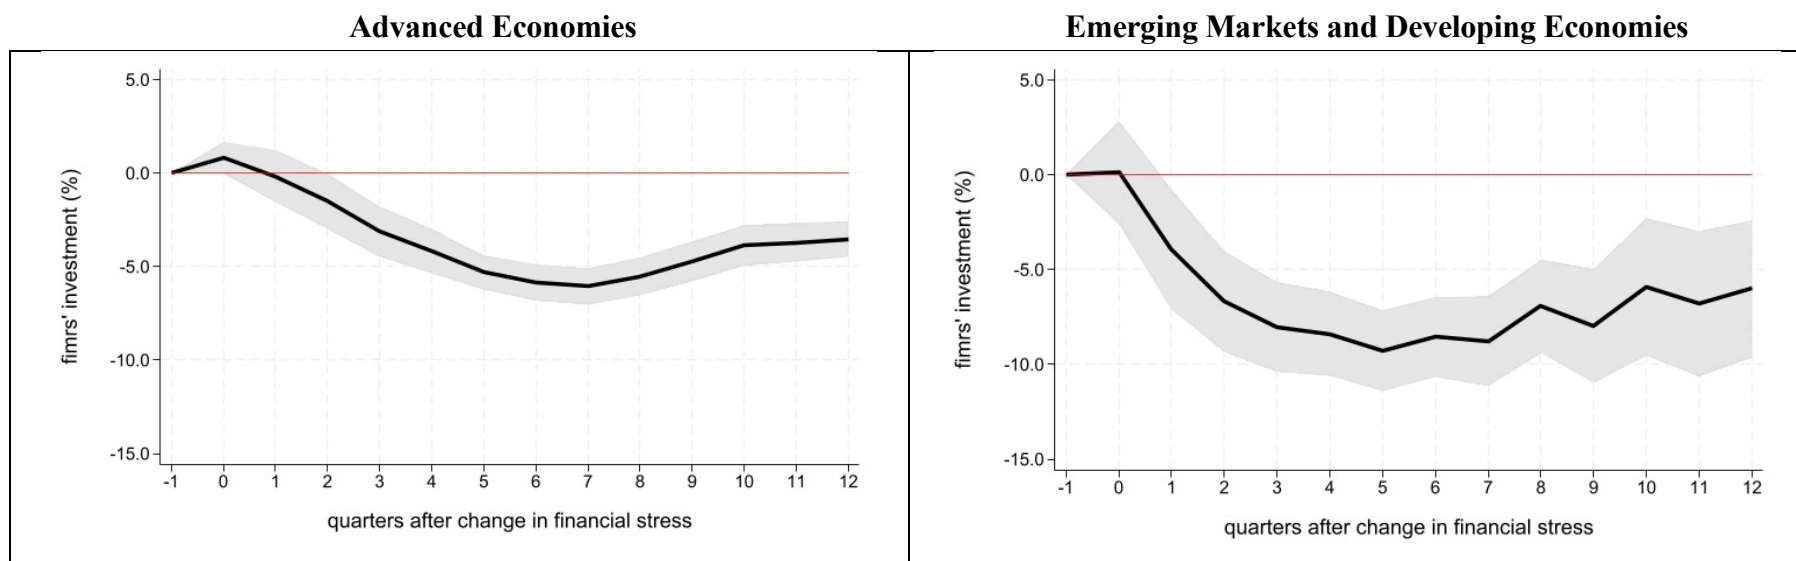 Advanced Economies
Emerging Markets and Developing Economies
fimrs' investment (%)
5.0
0.0
-5.0
-10.0
-15.0
-1 0 1 2 3 4 5 6 7 8 9 10 11 12
quarters after change in financial stress
fimrs' investment (%)
5.0
0.0
-5.0
-10.0
-15.0
-1 0 1 2 3 4 5 6 7 8 9 10 11 12
quarters after change in financial stress